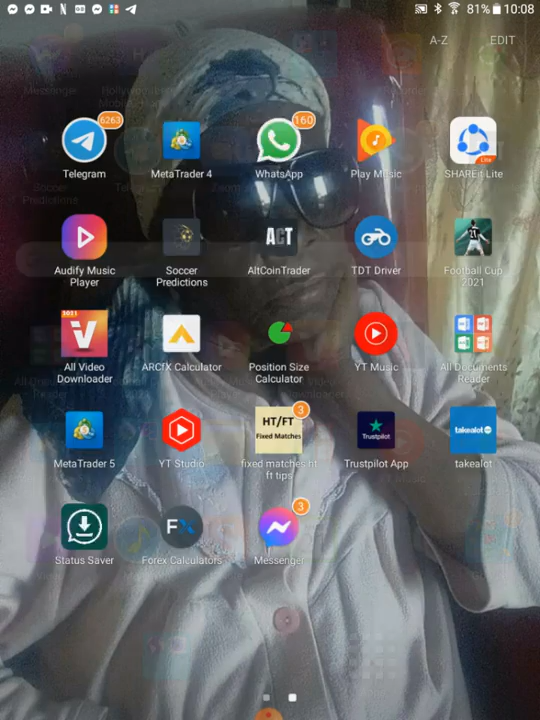 81% 10:08
A-Z EDIT
6263 160
Telegram MetaTrader 4 WhatsApp Play Music SHAREit Lite
Lite
ACT
21
Audify Music Soccer AltCoinTrader TDT Driver Football Cup
Player Predictions 2021
2021
All Video ARCfX Calculator Position Size YT Music All Documents
Downloader Calculator Reader
3
HT/FT
Fixed Matches Trustpilot takealot
MetaTrader 5 YT Studio fixed matches ht Trustpilot App takealot
ft tips
FX 3
Status Saver Forex Calculators Messenger